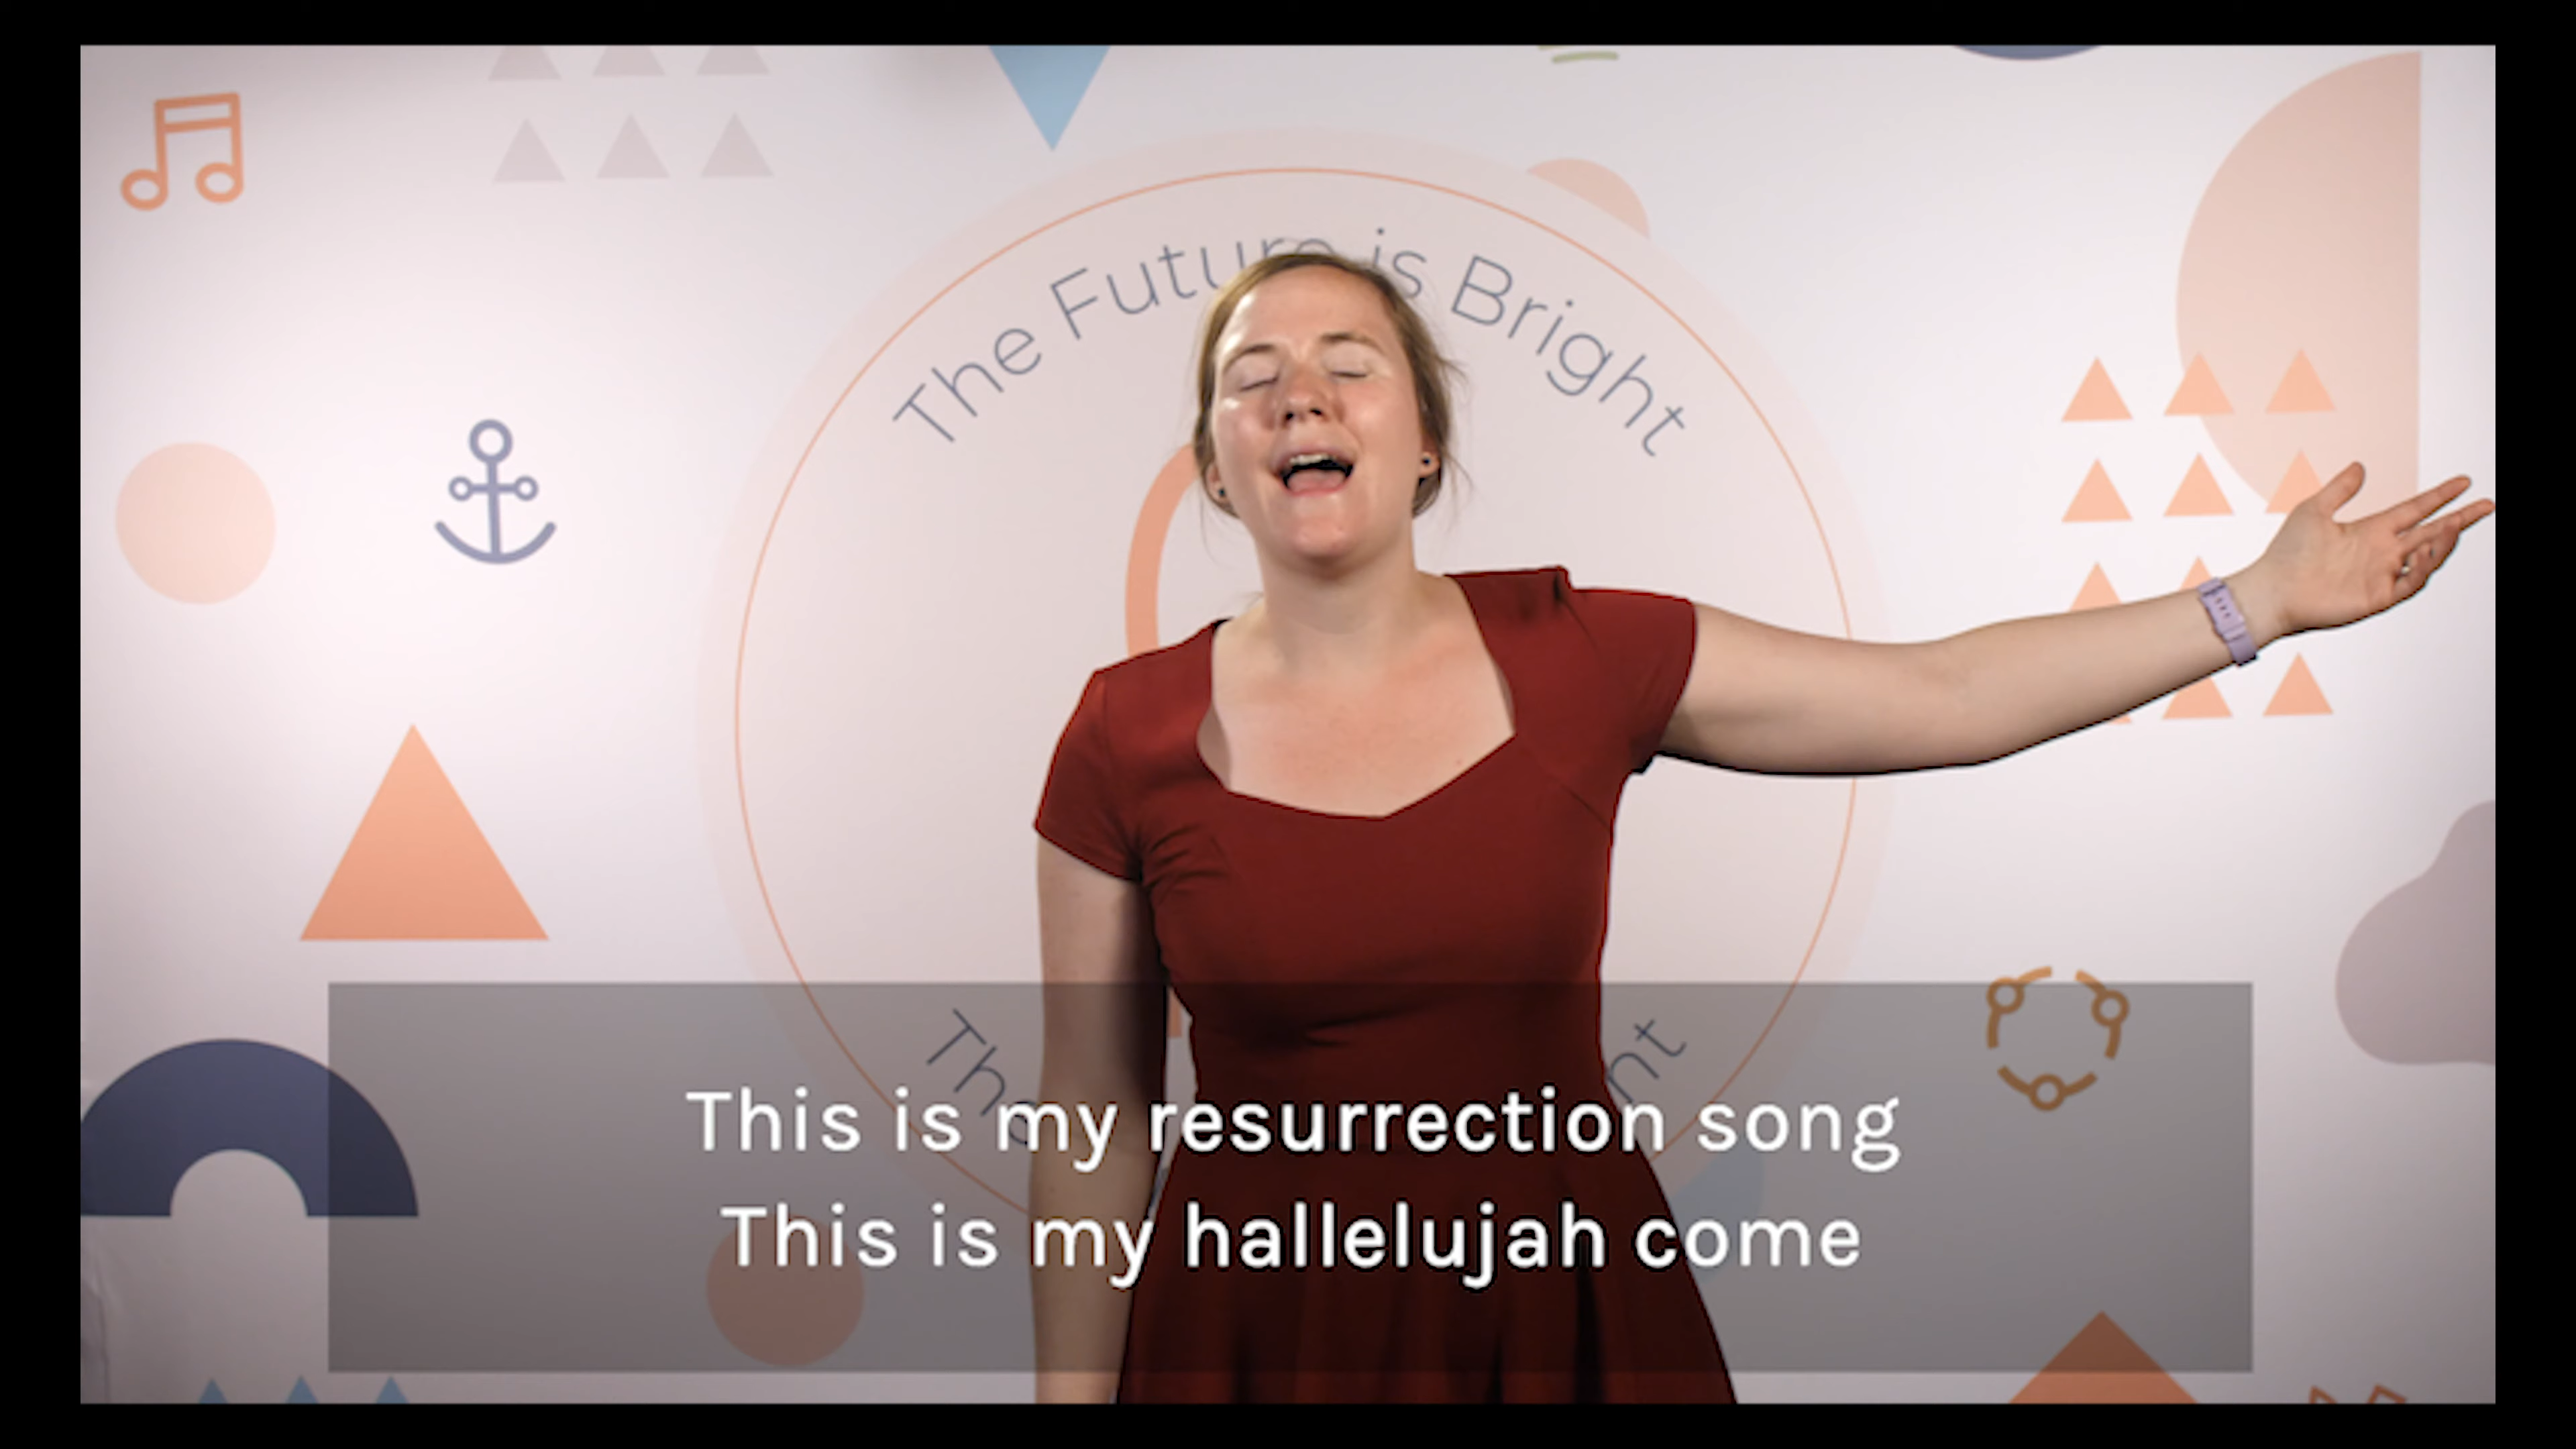 The Future is Bright
This is my resurrection song
This is my hallelujah come